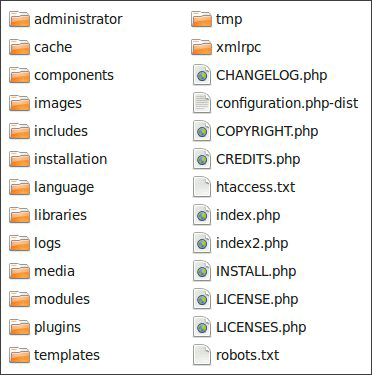 administrator
cache
components
images
includes
installation
language
libraries
logs
media
modules
plugins
templates
tmp
xmlrpc
CHANGELOG.php
configuration.php-dist
COPYRIGHT.php
CREDITS.php
htaccess.txt
index.php
index2.php
INSTALL.php
LICENSE.php
LICENSES.php
robots.txt